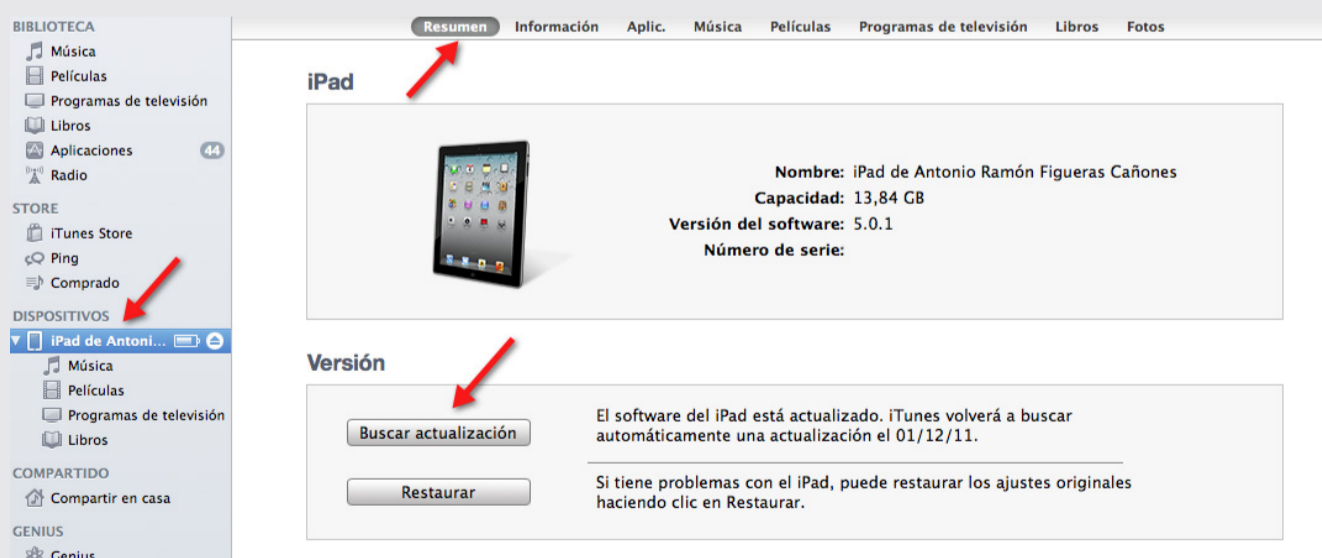 BIBLIOTECA
Música
Películas
Programas de televisión
Libros
Aplicaciones 44
Radio
STORE
iTunes Store
Ping
Comprado
DISPOSITIVOS
iPad de Antoni...
Música
Películas
Programas de televisión
Libros
COMPARTIDO
Compartir en casa
GENIUS
Genius
Resumen Información Aplic. Música Películas Programas de televisión Libros Fotos
iPad
Nombre: iPad de Antonio Ramón Figueras Cañones
Capacidad: 13,84 GB
Versión del software: 5.0.1
Número de serie:
Versión
Buscar actualización
El software del iPad está actualizado. iTunes volverá a buscar
automáticamente una actualización el 01/12/11.
Restaurar
Si tiene problemas con el iPad, puede restaurar los ajustes originales
haciendo clic en Restaurar.